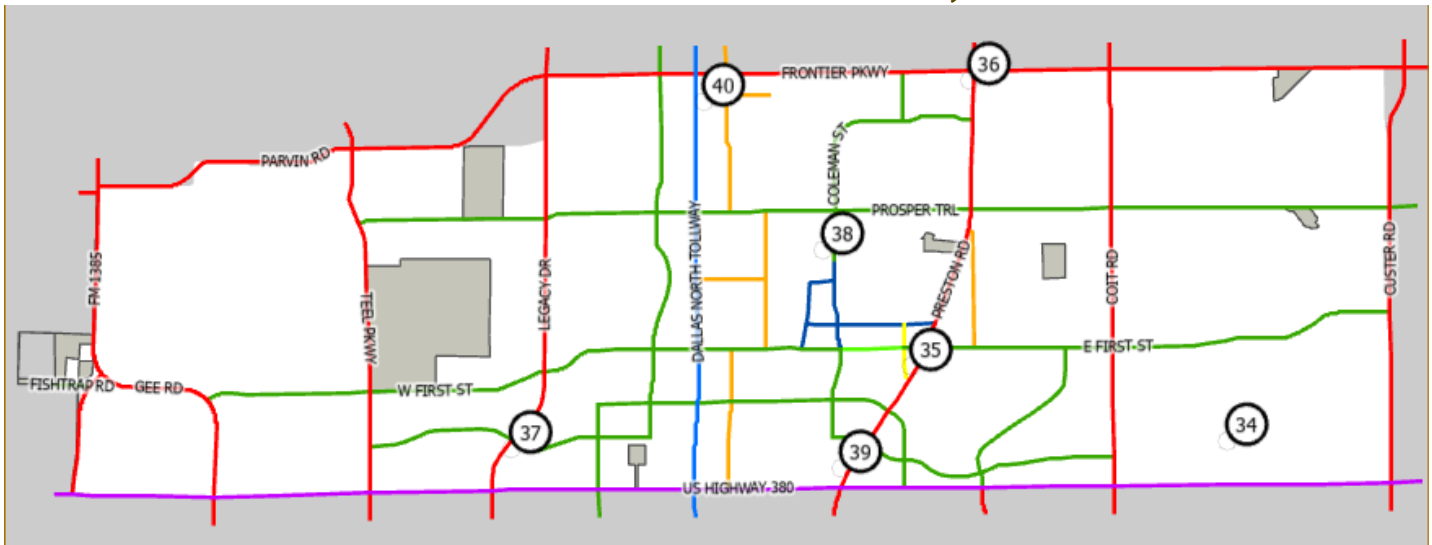 36
FRONTIER PKWY
40
COLEMAN ST
PARVIN RD
PROSPER TRL
38
DALLAS NORTH TOLLWAY
PRESTON RD
FM 1385
LEGACY DR
COIT RD
CUSTER RD
TEEL PKWY
35
E FIRST ST
FISHTRAP RD
GEE RD
W FIRST ST
37
34
39
US HIGHWAY 380